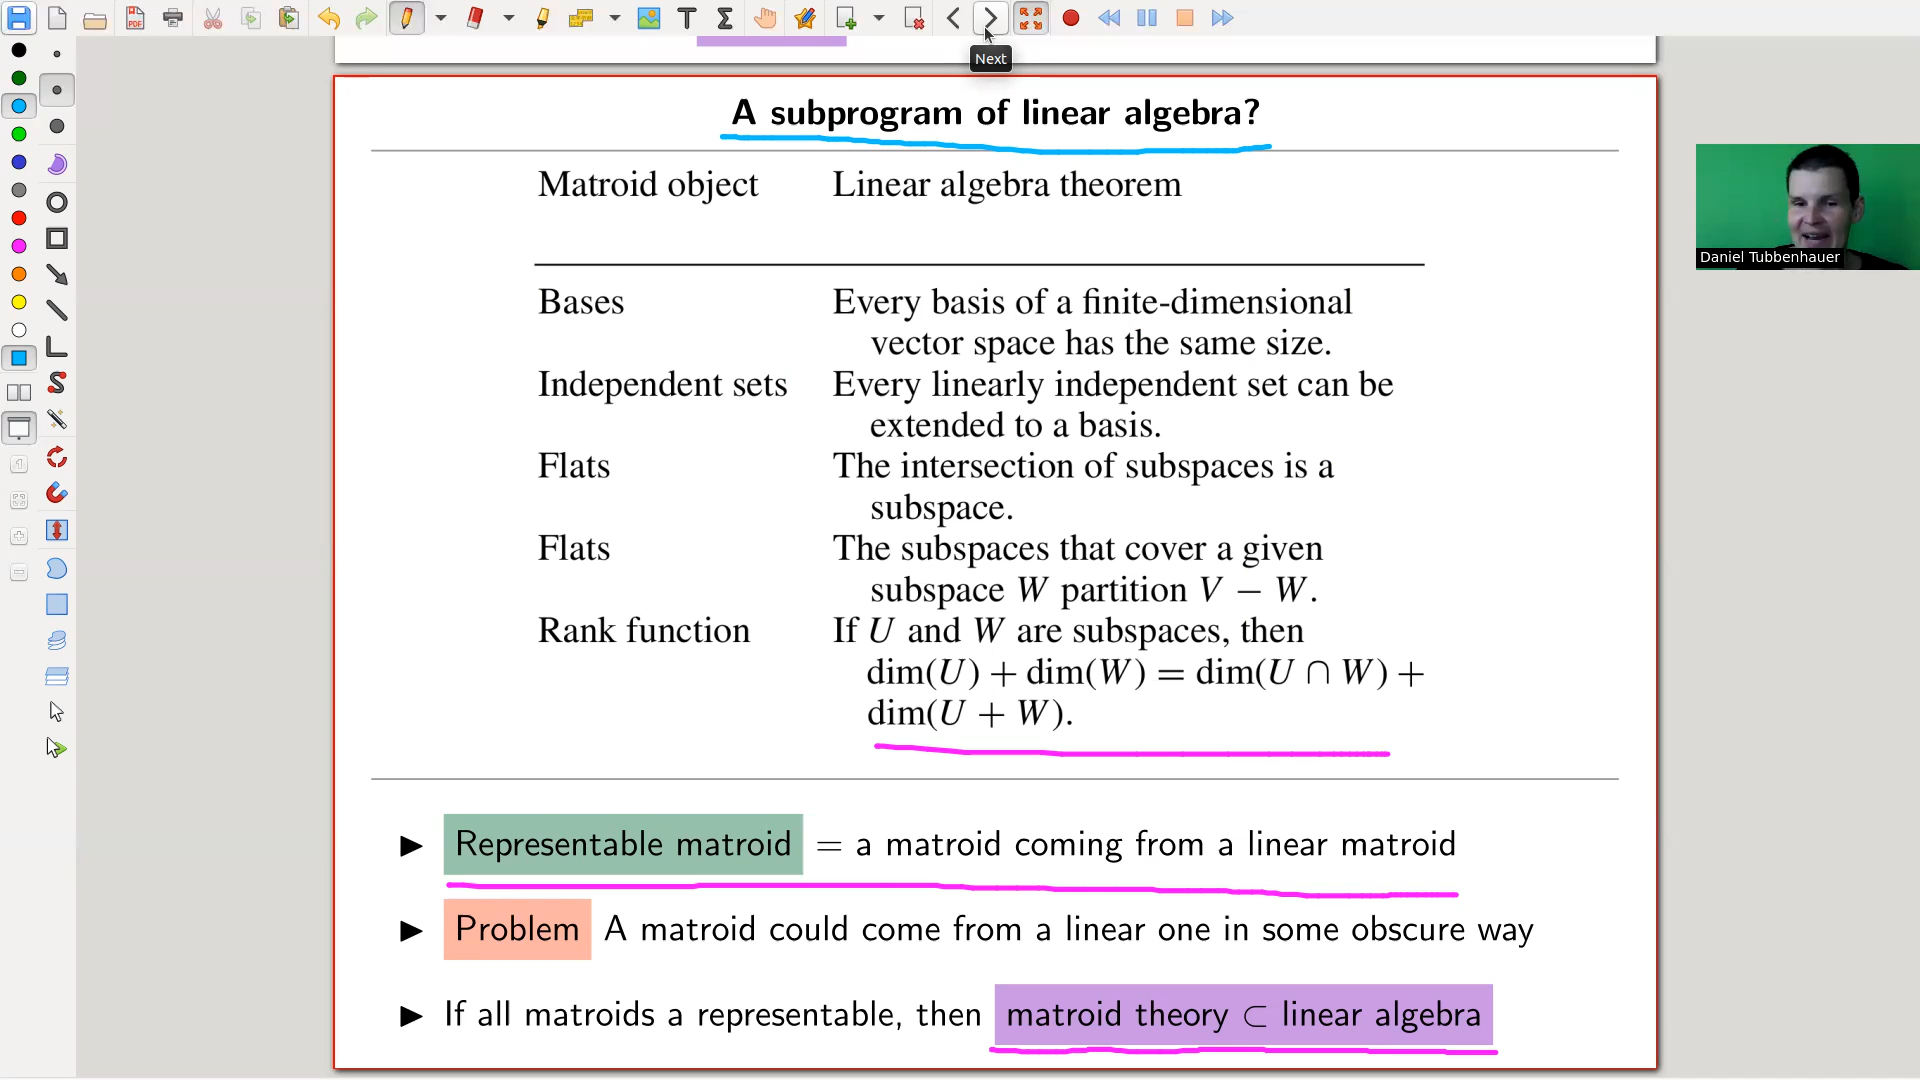 Next
A subprogram of linear algebra?
Matroid object Linear algebra theorem
Bases Every basis of a finite-dimensional
vector space has the same size.
Independent sets Every linearly independent set can be
extended to a basis.
Flats The intersection of subspaces is a
subspace.
Flats The subspaces that cover a given
subspace W partition V − W.
Rank function If U and W are subspaces, then
dim(U) + dim(W) = dim(U ∩ W) +
dim(U + W).
▶ Representable matroid = a matroid coming from a linear matroid
▶ Problem A matroid could come from a linear one in some obscure way
▶ If all matroids a representable, then matroid theory ⊂ linear algebra
Daniel Tubbenhauer